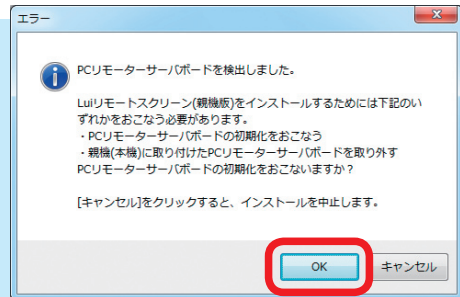 エラー
PCリモーターサーバボードを検出しました。
Luiリモートスクリーン(親機版)をインストールするためには下記のい
ずれかをおこなう必要があります。
・PCリモーターサーバボードの初期化をおこなう
・親機(本機)に取り付けたPCリモーターサーバボードを取り外す
PCリモーターサーバボードの初期化をおこないますか？
[キャンセル]をクリックすると、インストールを中止します。
OK
キャンセル